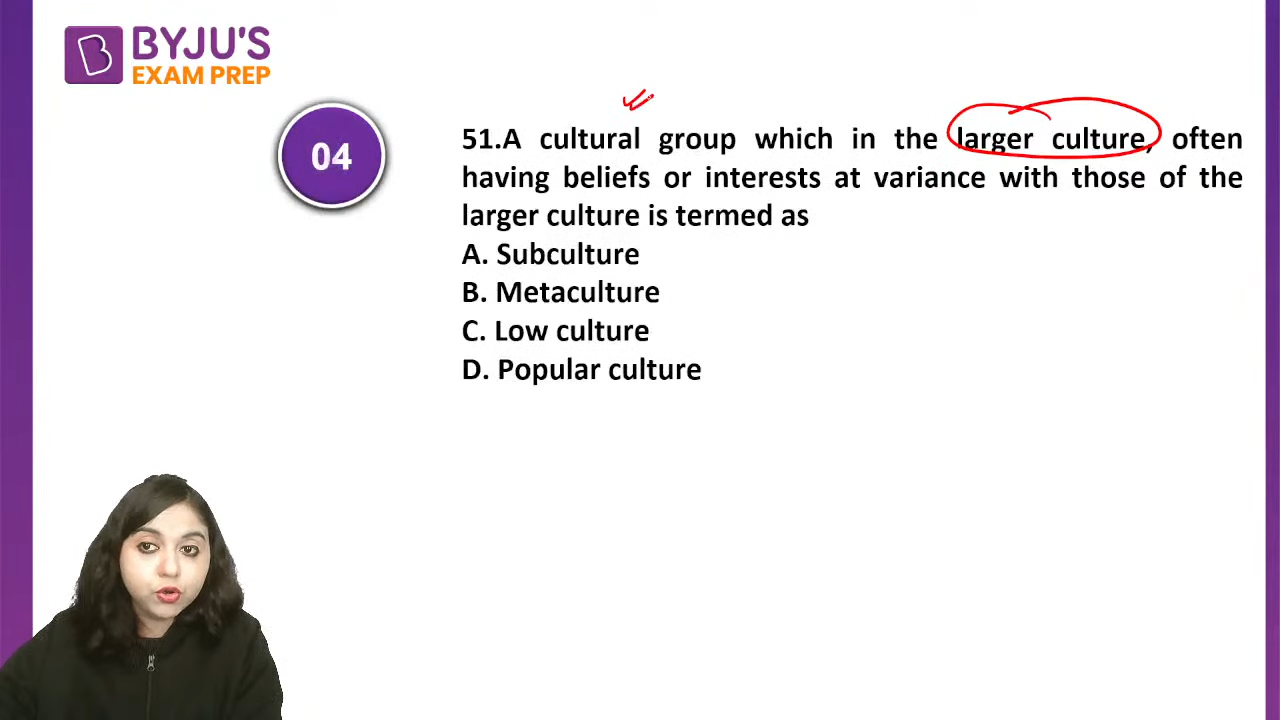 BYJU'S
EXAM PREP
04
51.A cultural group which in the larger culture, often
having beliefs or interests at variance with those of the
larger culture is termed as
A. Subculture
B. Metaculture
C. Low culture
D. Popular culture